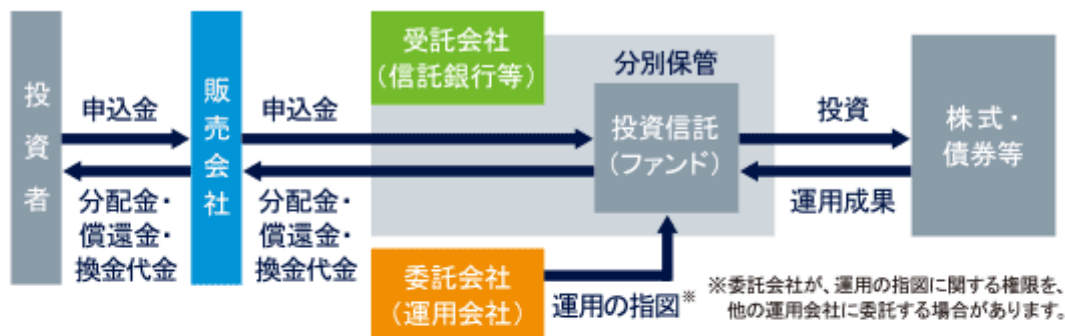 投資者
申込金
分配金・
償還金・
換金代金
販売会社
申込金
分配金・
償還金・
換金代金
受託会社
(信託銀行等)
分別保管
投資信託
(ファンド)
委託会社
(運用会社)
運用の指図※
投資
運用成果
株式・
債券等
※委託会社が、運用の指図に関する権限を、
他の運用会社に委託する場合があります。